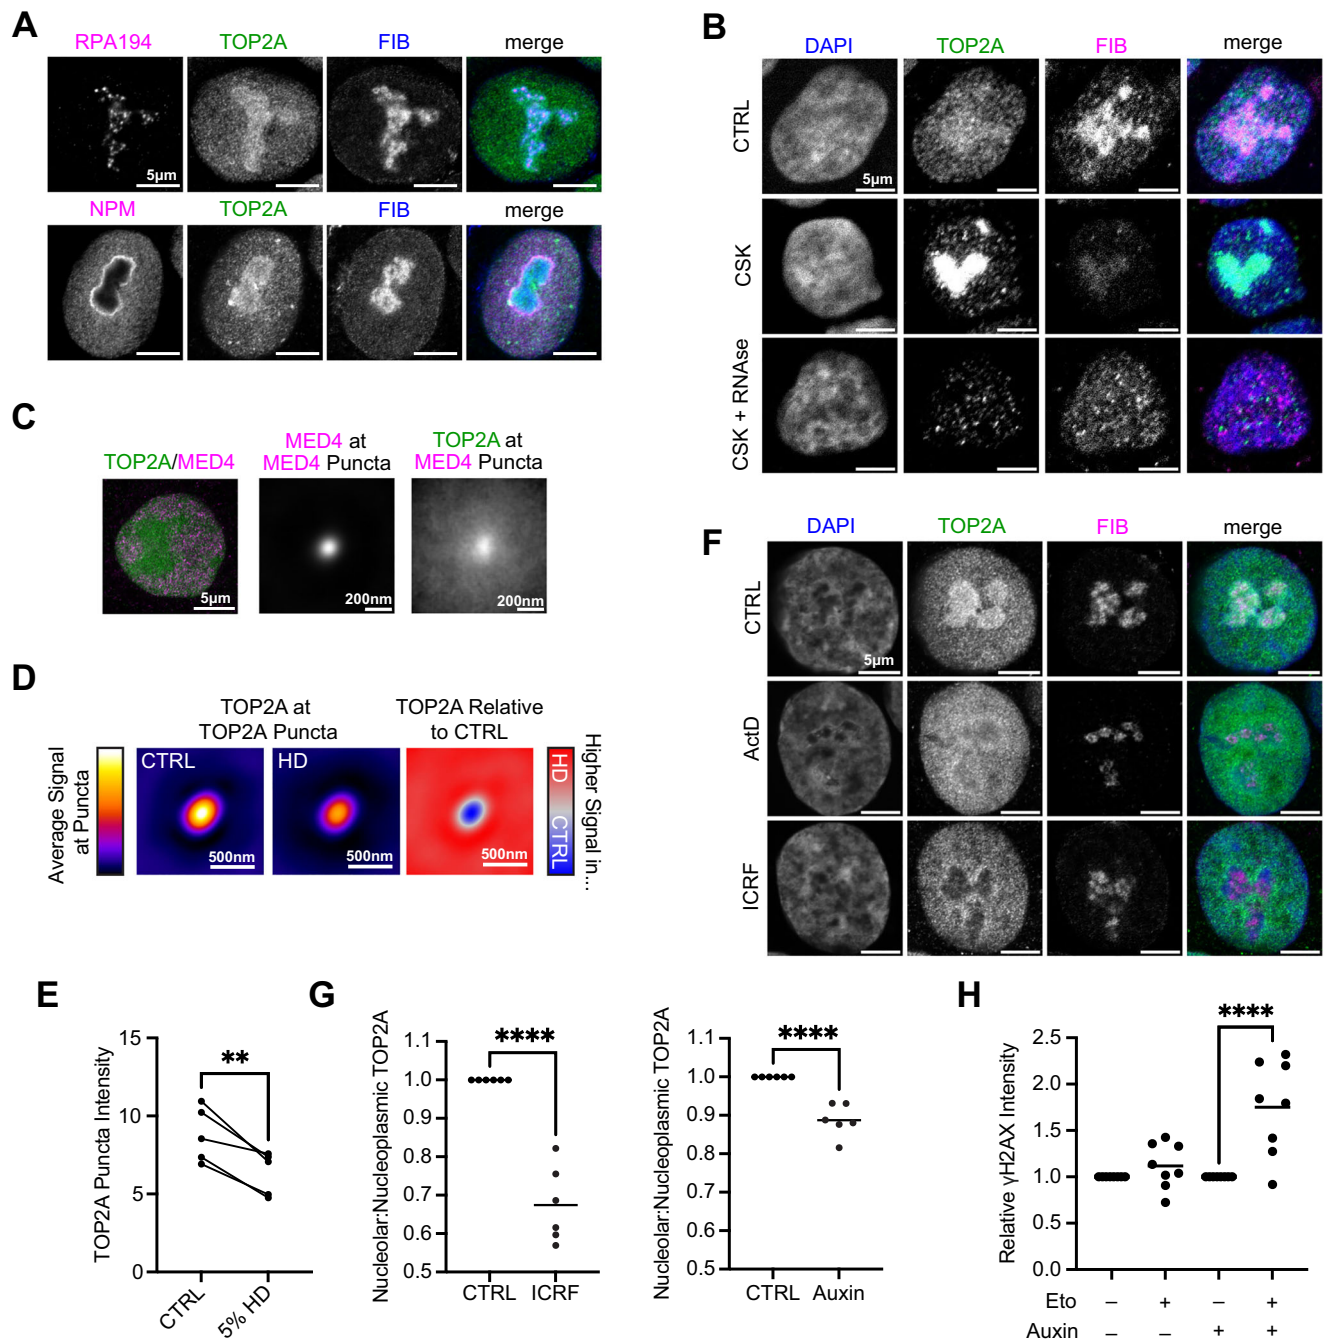 A
RPA194 TOP2A FIB merge
5µm
NPM TOP2A FIB merge
B
DAPI TOP2A FIB merge
CTRL
5µm
CSK
CSK + RNAse
C
TOP2A/MED4
MED4 at
MED4 Puncta
TOP2A at
MED4 Puncta
5µm
200nm
200nm
D
TOP2A at
TOP2A Puncta
TOP2A Relative
to CTRL
Average Signal
at Puncta
CTRL
HD
500nm
500nm
500nm
HD
CTRL
Higher Signal in...
F
DAPI TOP2A FIB merge
CTRL
5µm
ActD
ICRF
E
TOP2A Puncta Intensity
15
10
5
0
**
CTRL
5% HD
G
Nucleolar:Nucleoplasmic TOP2A
1.1
1.0
0.9
0.8
0.7
0.6
0.5
****
CTRL ICRF
Nucleolar:Nucleoplasmic TOP2A
1.1
1.0
0.9
0.8
0.7
0.6
0.5
****
CTRL Auxin
H
Relative γH2AX Intensity
2.5
2.0
1.5
1.0
0.5
0.0
****
Eto – + – +
Auxin – – + +